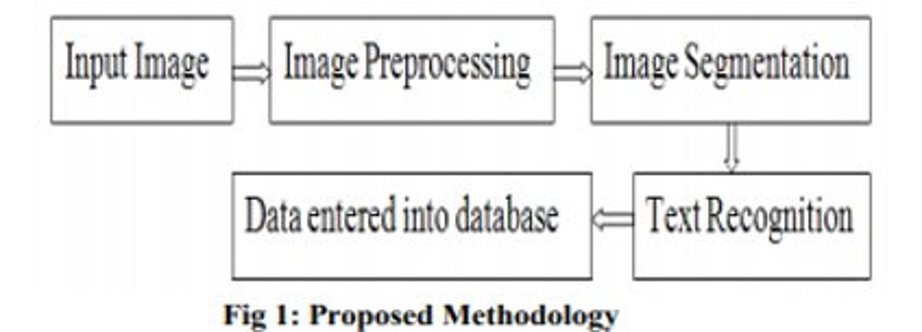 Input Image
Image Preprocessing
Image Segmentation
Text Recognition
Data entered into database
Fig 1: Proposed Methodology